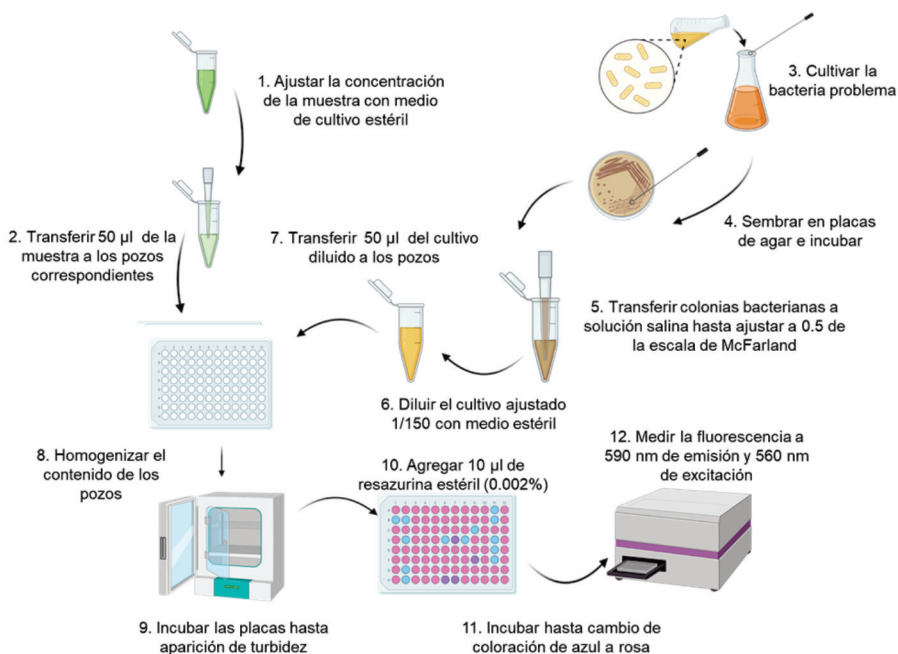 1. Ajustar la concentración
de la muestra con medio
de cultivo estéril
2. Transferir 50 µl de la
muestra a los pozos
correspondientes
3. Cultivar la
bacteria problema
4. Sembrar en placas
de agar e incubar
5. Transferir colonias bacterianas a
solución salina hasta ajustar a 0.5 de
la escala de McFarland
6. Diluir el cultivo ajustado
1/150 con medio estéril
7. Transferir 50 µl del cultivo
diluido a los pozos
8. Homogenizar el
contenido de los
pozos
9. Incubar las placas hasta
aparición de turbidez
10. Agregar 10 µl de
resazurina estéril (0.002%)
11. Incubar hasta cambio de
coloración de azul a rosa
12. Medir la fluorescencia a
590 nm de emisión y 560 nm
de excitación